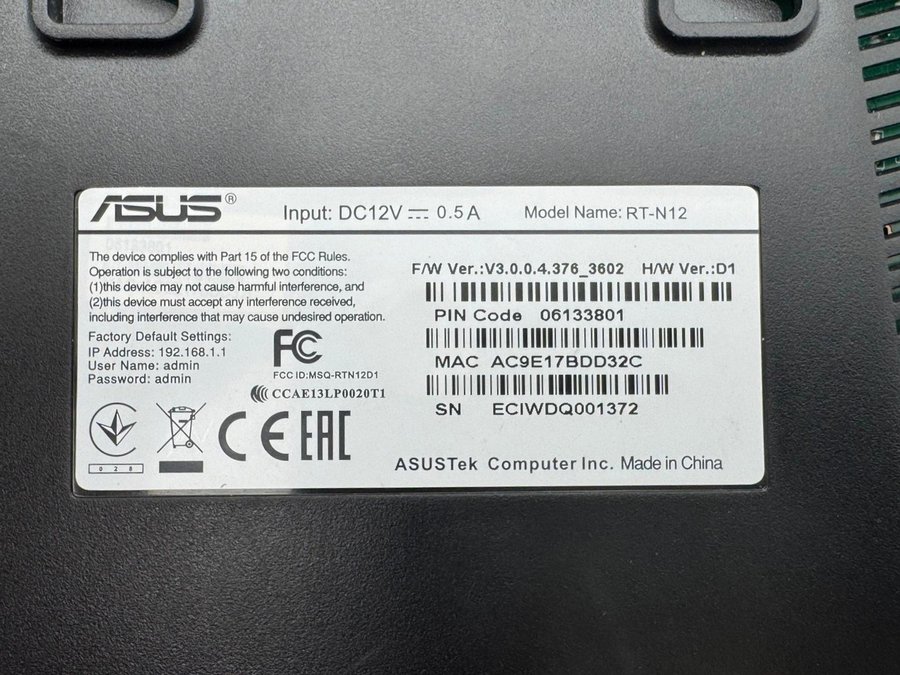 ASUS® Input: DC12V ⎓ 0.5 A Model Name: RT-N12
The device complies with Part 15 of the FCC Rules.
Operation is subject to the following two conditions:
(1)this device may not cause harmful interference, and
(2)this device must accept any interference received,
including interference that may cause undesired operation.
Factory Default Settings:
IP Address: 192.168.1.1
User Name: admin
Password: admin
FC
FCC ID:MSQ-RTN12D1
CCAE13LP0020T1
028
CE EAC
F/W Ver.:V3.0.0.4.376_3602 H/W Ver.:D1
PIN Code 06133801
MAC AC9E17BDD32C
SN ECIWDQ001372
ASUSTek Computer Inc. Made in China